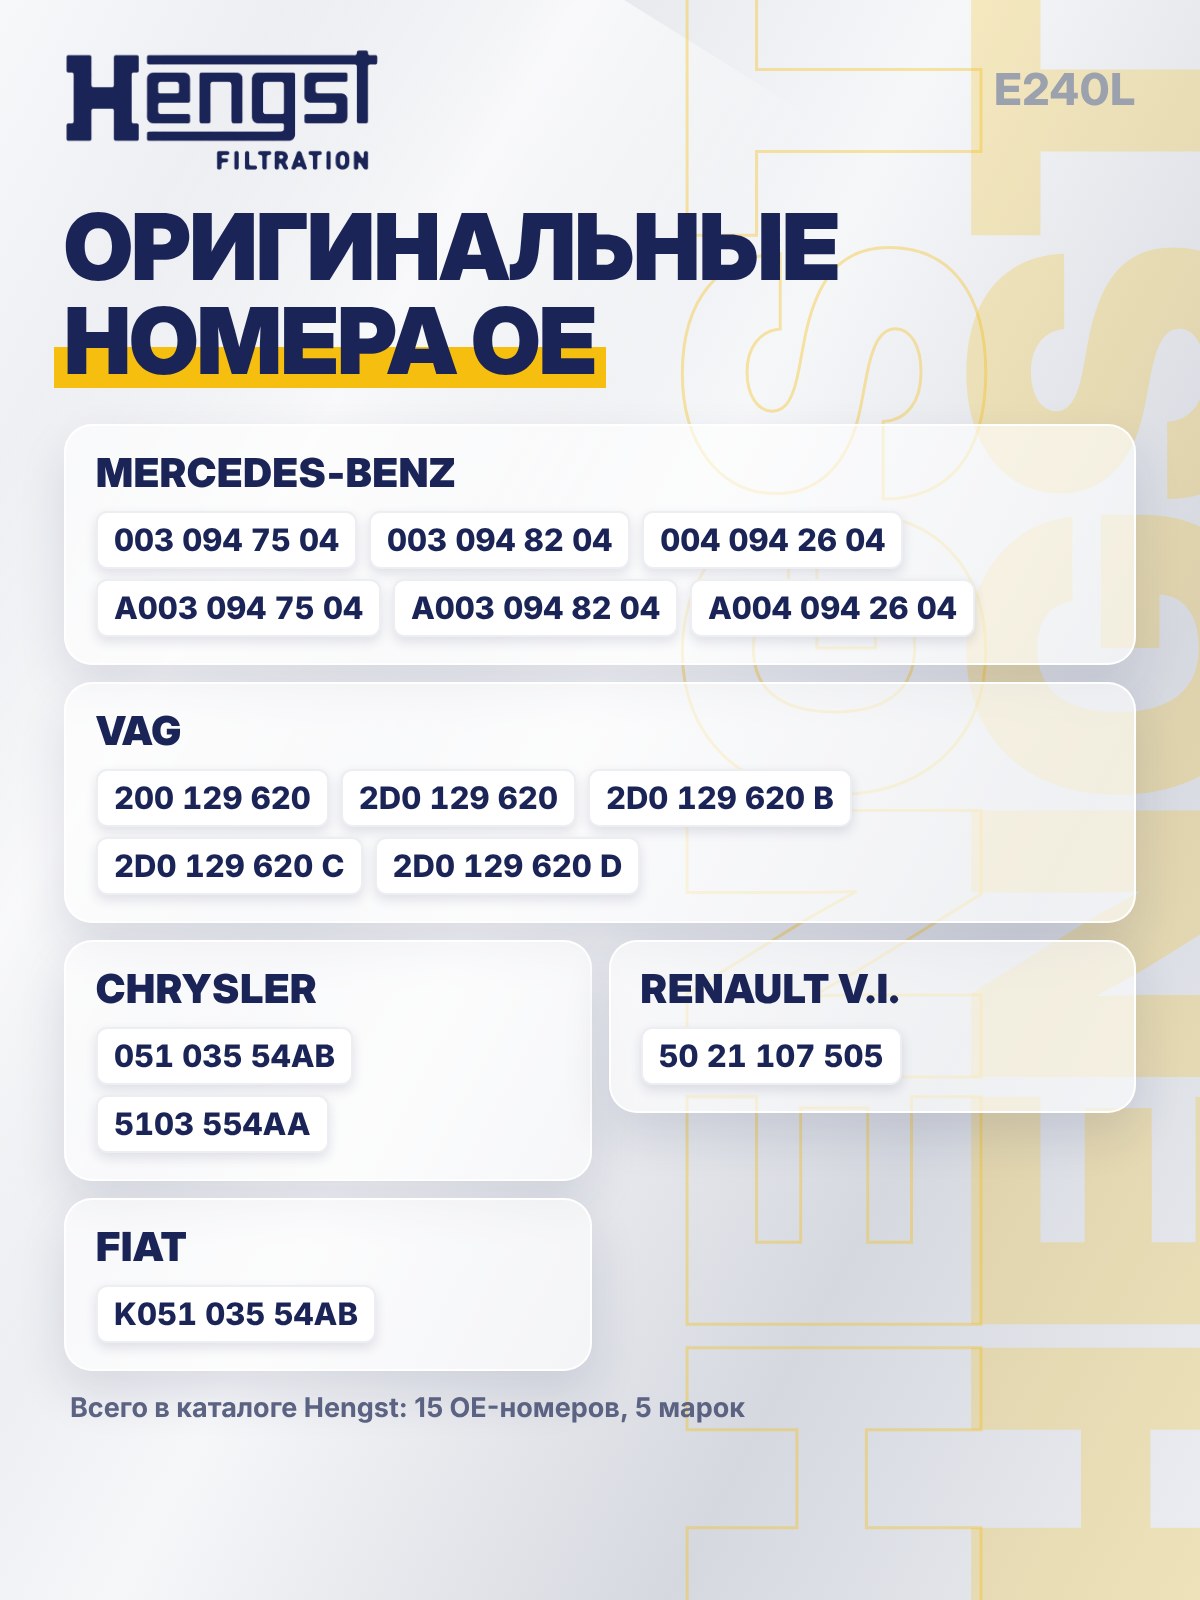 Hengst
FILTRATION
E240L
ОРИГИНАЛЬНЫЕ
НОМЕРА OE
MERCEDES-BENZ
003 094 75 04 003 094 82 04 004 094 26 04
A003 094 75 04 A003 094 82 04 A004 094 26 04
VAG
200 129 620 2D0 129 620 2D0 129 620 B
2D0 129 620 C 2D0 129 620 D
CHRYSLER
051 035 54AB
5103 554AA
RENAULT V.I.
50 21 107 505
FIAT
K051 035 54AB
Всего в каталоге Hengst: 15 OE-номеров, 5 марок
HENGST
HENGST